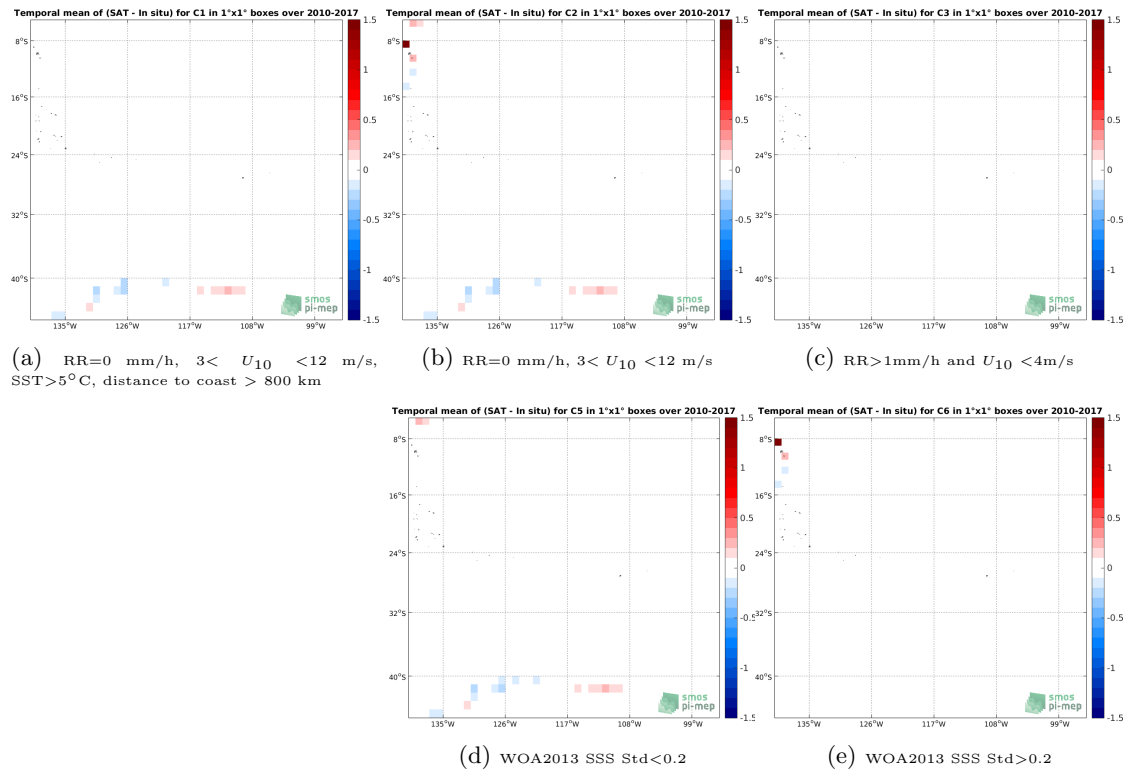 Temporal mean of (SAT - In situ) for C1 in 1°x1° boxes over 2010-2017
8°S
16°S
24°S
32°S
40°S
135°W 126°W 117°W 108°W 99°W
1.5
1
0.5
0
-0.5
-1
-1.5
smos
pi-mep
(a) RR=0 mm/h, 3< U10 <12 m/s,
SST>5°C, distance to coast > 800 km
Temporal mean of (SAT - In situ) for C2 in 1°x1° boxes over 2010-2017
8°S
16°S
24°S
32°S
40°S
135°W 126°W 117°W 108°W 99°W
1.5
1
0.5
0
-0.5
-1
-1.5
smos
pi-mep
(b) RR=0 mm/h, 3< U10 <12 m/s
Temporal mean of (SAT - In situ) for C3 in 1°x1° boxes over 2010-2017
8°S
16°S
24°S
32°S
40°S
135°W 126°W 117°W 108°W 99°W
1.5
1
0.5
0
-0.5
-1
-1.5
smos
pi-mep
(c) RR>1mm/h and U10 <4m/s
Temporal mean of (SAT - In situ) for C5 in 1°x1° boxes over 2010-2017
8°S
16°S
24°S
32°S
40°S
135°W 126°W 117°W 108°W 99°W
1.5
1
0.5
0
-0.5
-1
-1.5
smos
pi-mep
(d) WOA2013 SSS Std<0.2
Temporal mean of (SAT - In situ) for C6 in 1°x1° boxes over 2010-2017
8°S
16°S
24°S
32°S
40°S
135°W 126°W 117°W 108°W 99°W
1.5
1
0.5
0
-0.5
-1
-1.5
smos
pi-mep
(e) WOA2013 SSS Std>0.2